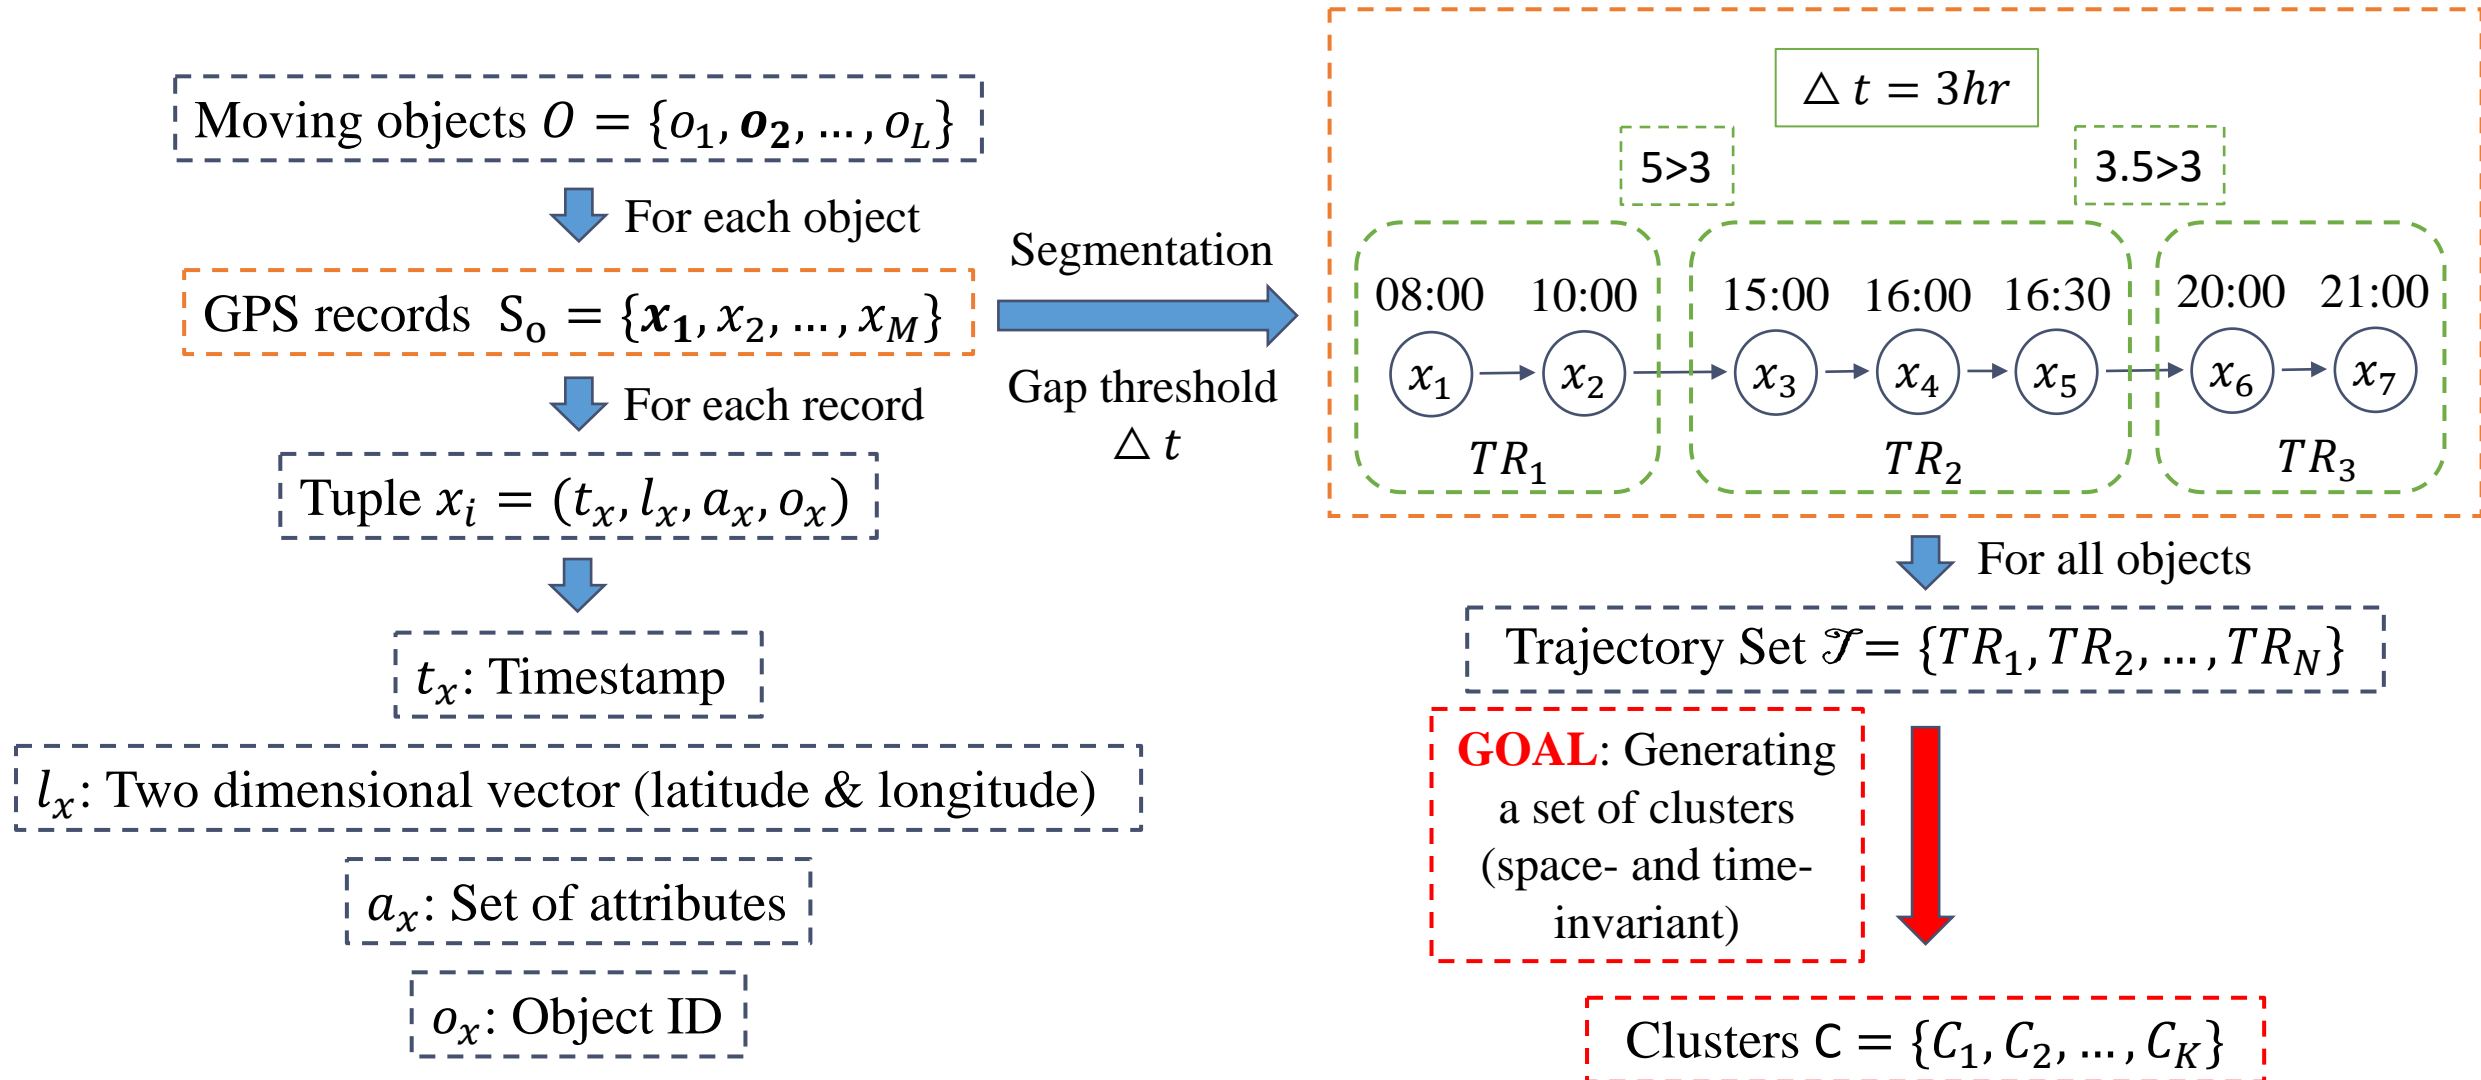 Moving objects O = {o₁, o₂, … , o_L}
For each object
GPS records S₀ = {x₁, x₂, … , x_M}
For each record
Tuple x_i = (t_x, l_x, a_x, o_x)
t_x: Timestamp
l_x: Two dimensional vector (latitude & longitude)
a_x: Set of attributes
o_x: Object ID
Segmentation
Gap threshold
△ t
△ t = 3hr
5>3
3.5>3
08:00 10:00 15:00 16:00 16:30 20:00 21:00
x₁ x₂ x₃ x₄ x₅ x₆ x₇
TR₁ TR₂ TR₃
For all objects
Trajectory Set 𝒯 = {TR₁, TR₂, … , TR_N}
GOAL: Generating
a set of clusters
(space- and time-
invariant)
Clusters C = {C₁, C₂, … , C_K}